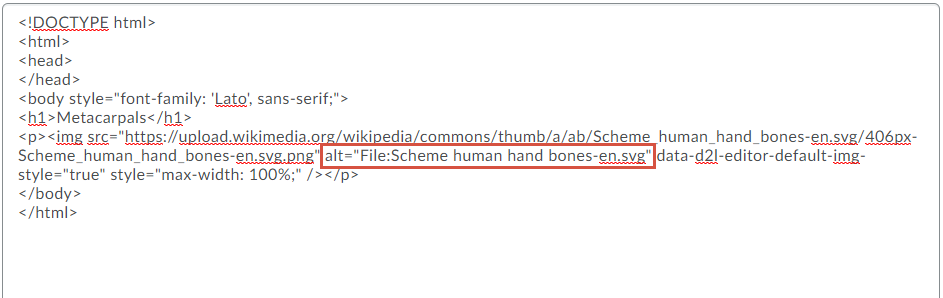 <!DOCTYPE html>
<html>
<head>
</head>
<body style="font-family: 'Lato', sans-serif;">
<h1>Metacarpals</h1>
<p><img src="https://upload.wikimedia.org/wikipedia/commons/thumb/a/ab/Scheme_human_hand_bones-en.svg/406px-
Scheme_human_hand_bones-en.svg.png" alt="File:Scheme human hand bones-en.svg" data-d2l-editor-default-img-
style="true" style="max-width: 100%;" /></p>
</body>
</html>